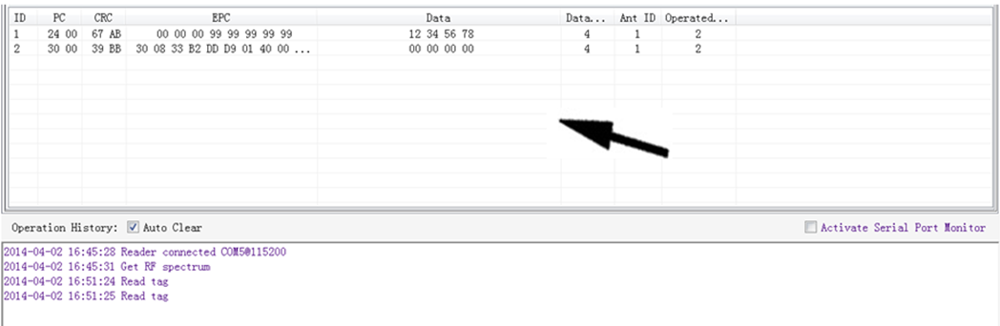 ID PC CRC EPC Data Data... Ant ID Operated...
1 24 00 67 AB 00 00 00 99 99 99 99 99 12 34 56 78 4 1 2
2 30 00 39 BB 30 08 33 B2 DD D9 01 40 00 ... 00 00 00 00 4 1 2
Operation History: Auto Clear Activate Serial Port Monitor
2014-04-02 16:45:28 Reader connected COM5@115200
2014-04-02 16:45:31 Get RF spectrum
2014-04-02 16:51:24 Read tag
2014-04-02 16:51:25 Read tag